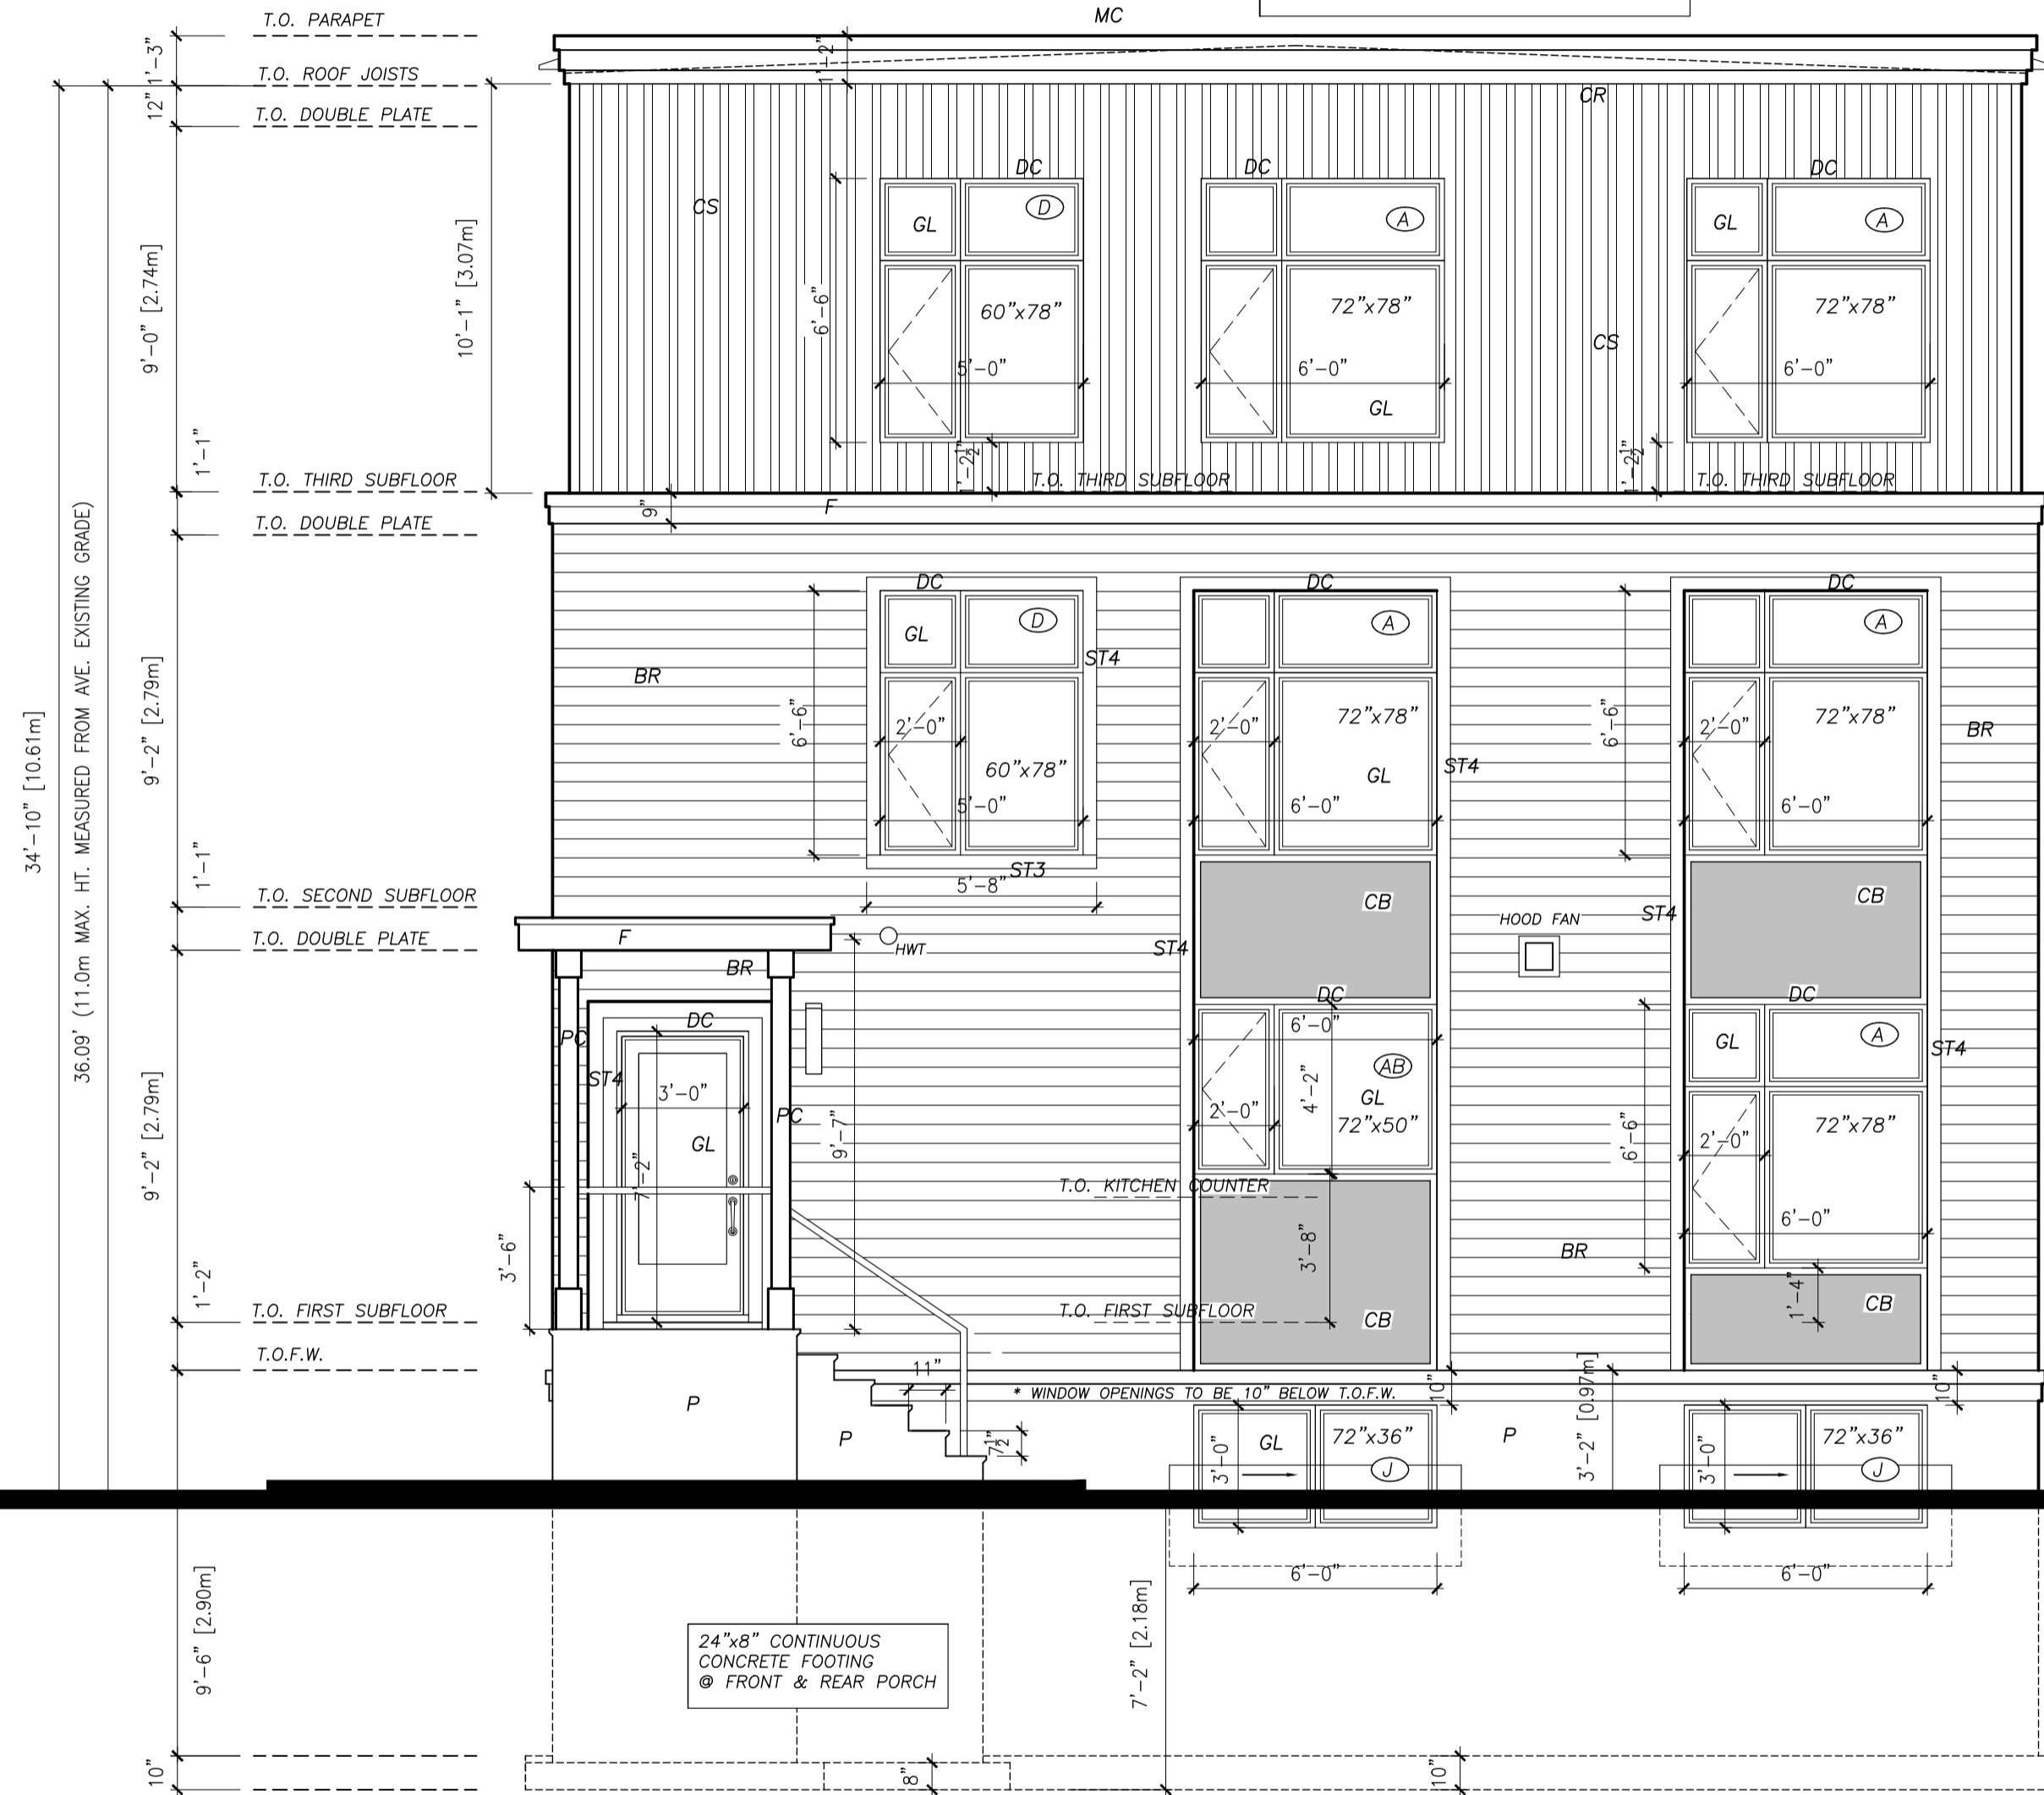 T.O. PARAPET
MC
1'-3"
1'-2"
T.O. ROOF JOISTS
12"
CR
T.O. DOUBLE PLATE
DC
DC
DC
CS
GL
D
A
GL
A
9'-0" [2.74m]
10'-1" [3.07m]
6'-6"
60"x78"
72"x78"
72"x78"
CS
5'-0"
6'-0"
6'-0"
GL
1'-1"
1'-2½"
1'-2½"
T.O. THIRD SUBFLOOR
T.O. THIRD SUBFLOOR
T.O. THIRD SUBFLOOR
9"
F
T.O. DOUBLE PLATE
DC
DC
DC
GL
D
A
A
ST4
BR
9'-2" [2.79m]
6'-6"
6'-6"
2'-0"
2'-0"
72"x78"
2'-0"
72"x78"
BR
60"x78"
GL
ST4
5'-0"
6'-0"
6'-0"
34'-10" [10.61m]
36.09' (11.0m MAX. HT. MEASURED FROM AVE. EXISTING GRADE)
1'-1"
ST3
5'-8"
T.O. SECOND SUBFLOOR
CB
CB
HOOD FAN
ST4
T.O. DOUBLE PLATE
F
HWT
ST4
BR
DC
DC
DC
6'-0"
PC
GL
A
ST4
ST4
3'-0"
AB
4'-2"
GL
PC
2'-0"
72"x50"
72"x78"
9'-2" [2.79m]
GL
9'-7"
6'-6"
2'-0"
7'-2"
T.O. KITCHEN COUNTER
3'-6"
3'-8"
6'-0"
BR
1'-2"
1'-4"
T.O. FIRST SUBFLOOR
T.O. FIRST SUBFLOOR
CB
CB
T.O.F.W.
11"
* WINDOW OPENINGS TO BE 10" BELOW T.O.F.W.
10"
3'-2" [0.97m]
10"
P
P
7½"
GL
72"x36"
P
72"x36"
3'-0"
J
3'-0"
J
6'-0"
6'-0"
9'-6" [2.90m]
7'-2" [2.18m]
24"x8" CONTINUOUS
CONCRETE FOOTING
@ FRONT & REAR PORCH
10"
8"
10"